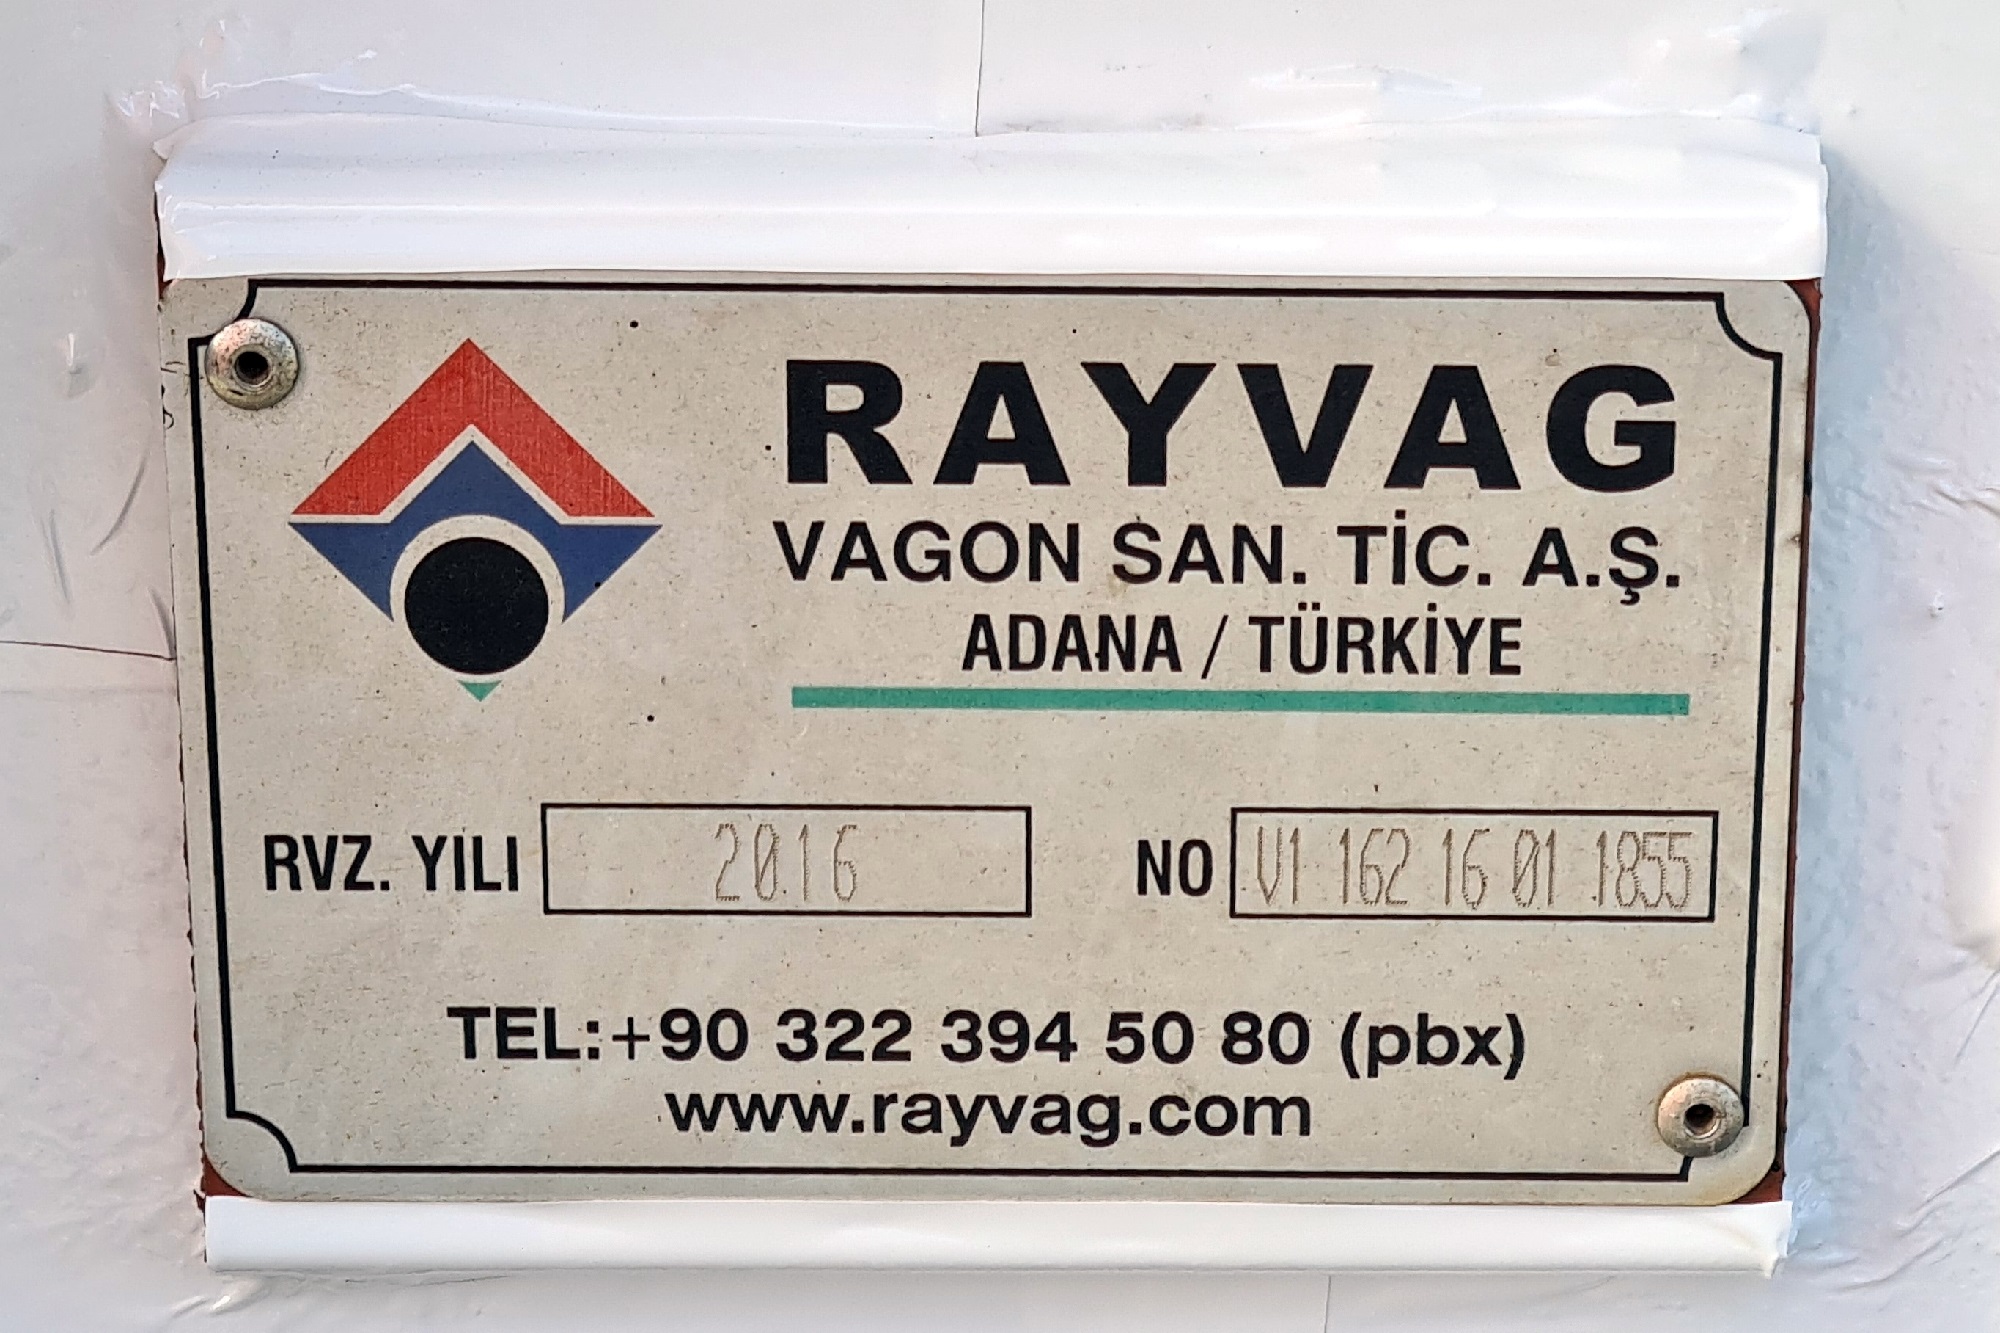 RAYVAG
VAGON SAN. TİC. A.Ş.
ADANA / TÜRKİYE
RVZ. YILI 2016 NO V1 162 16 01 1855
TEL:+90 322 394 50 80 (pbx)
www.rayvag.com